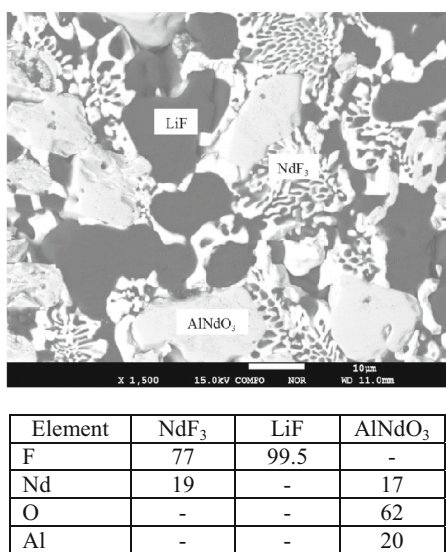 LiF
NdF₃
AlNdO₃
10µm
X 1,500 15.0kV COMPO NOR WD 11.0mm
Element NdF₃ LiF AlNdO₃
F 77 99.5 -
Nd 19 - 17
O - - 62
Al - - 20